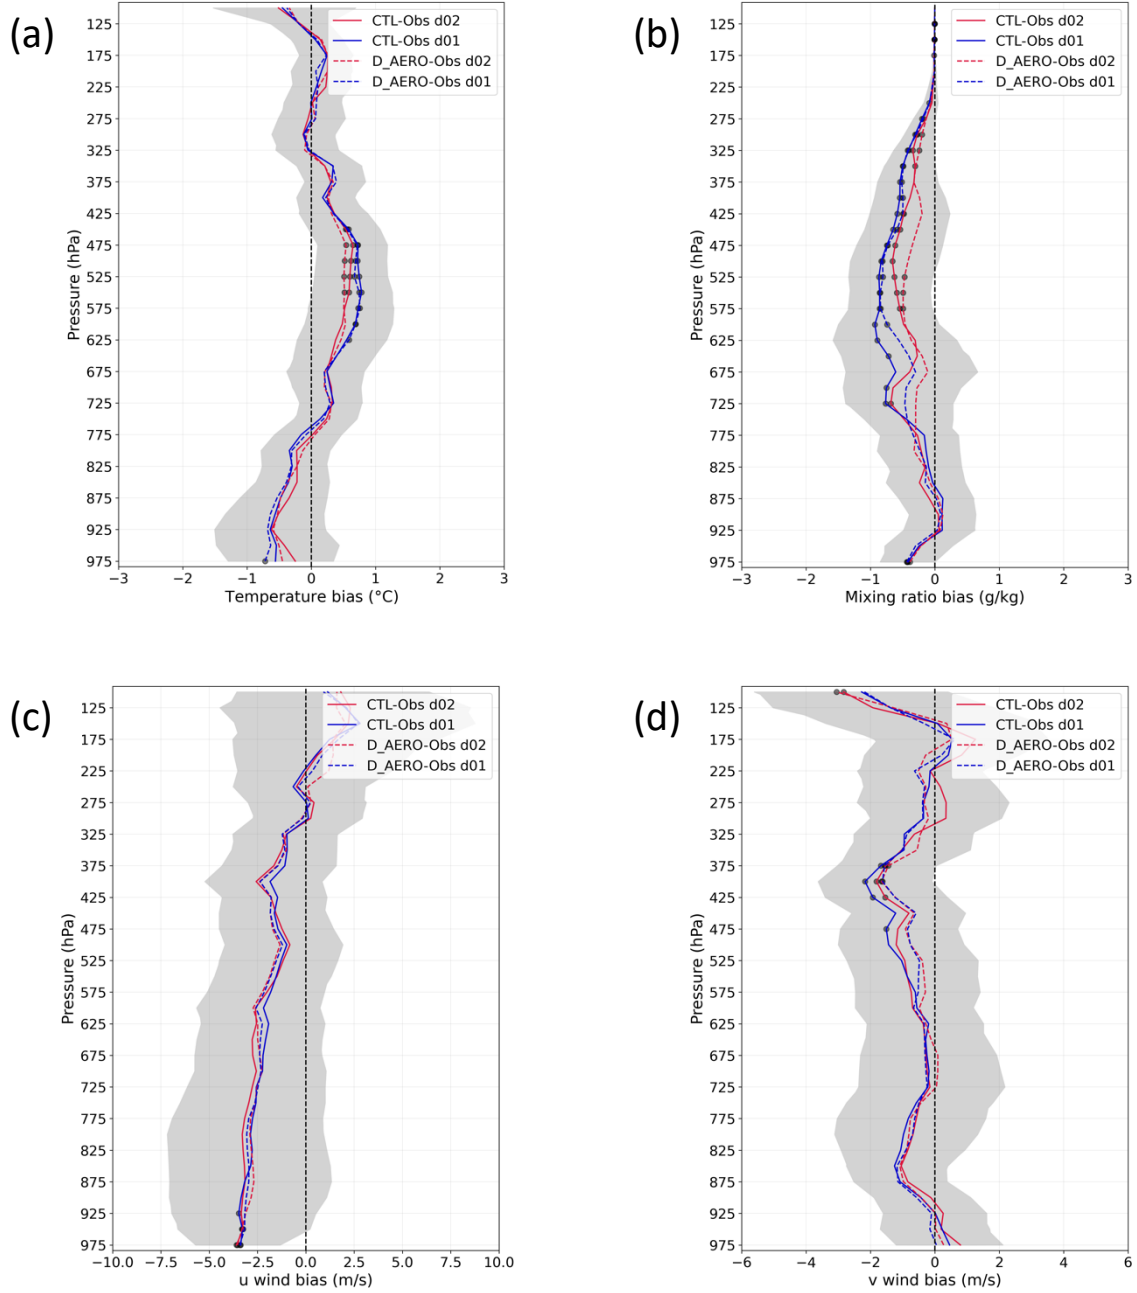 (a)
CTL-Obs d02
CTL-Obs d01
D_AERO-Obs d02
D_AERO-Obs d01
125
175
225
275
325
375
425
475
525
575
625
675
725
775
825
875
925
975
Pressure (hPa)
−3 −2 −1 0 1 2 3
Temperature bias (°C)
(b)
CTL-Obs d02
CTL-Obs d01
D_AERO-Obs d02
D_AERO-Obs d01
125
175
225
275
325
375
425
475
525
575
625
675
725
775
825
875
925
975
Pressure (hPa)
−3 −2 −1 0 1 2 3
Mixing ratio bias (g/kg)
(c)
CTL-Obs d02
CTL-Obs d01
D_AERO-Obs d02
D_AERO-Obs d01
125
175
225
275
325
375
425
475
525
575
625
675
725
775
825
875
925
975
Pressure (hPa)
−10.0 −7.5 −5.0 −2.5 0.0 2.5 5.0 7.5 10.0
u wind bias (m/s)
(d)
CTL-Obs d02
CTL-Obs d01
D_AERO-Obs d02
D_AERO-Obs d01
125
175
225
275
325
375
425
475
525
575
625
675
725
775
825
875
925
975
Pressure (hPa)
−6 −4 −2 0 2 4 6
v wind bias (m/s)